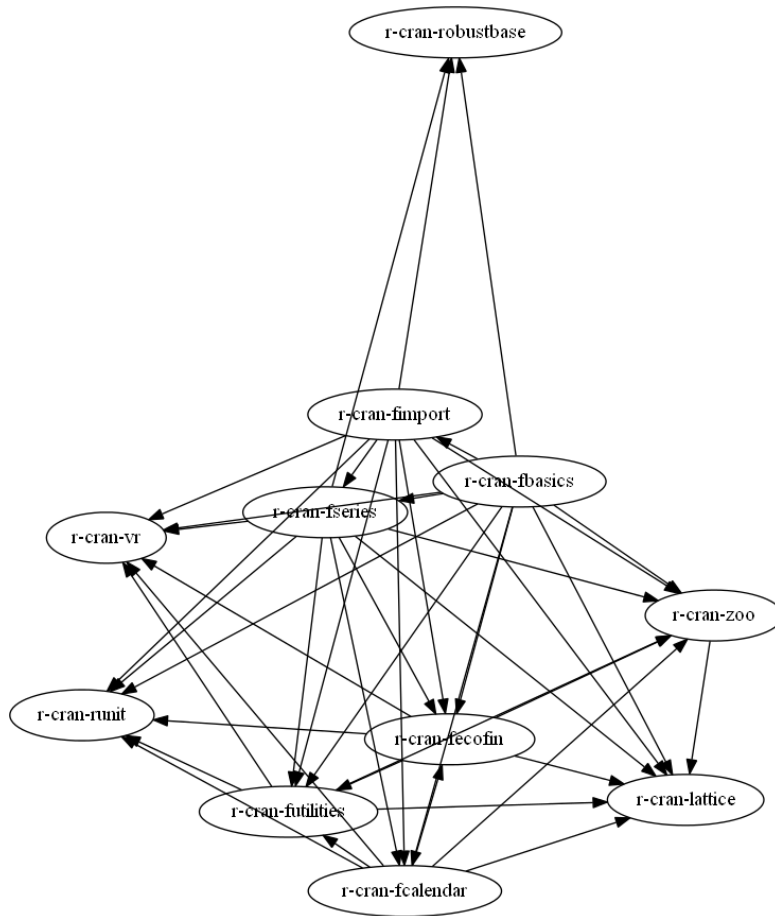 r-cran-robustbase
r-cran-fimport
r-cran-fbasics
r-cran-fseries
r-cran-vr
r-cran-zoo
r-cran-runit
r-cran-fecofin
r-cran-lattice
r-cran-futilities
r-cran-fcalendar